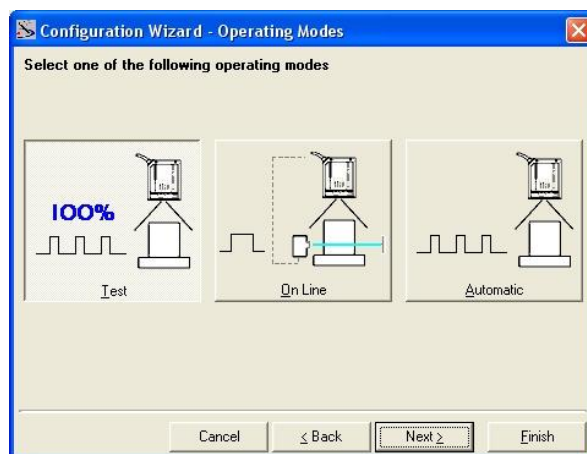 Configuration Wizard - Operating Modes
Select one of the following operating modes
100%
Test
On Line
Automatic
Cancel
< Back
Next >
Finish